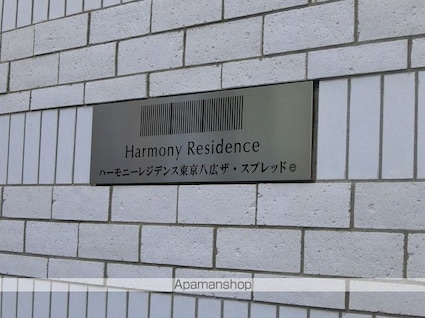 Harmony Residence
ハーモニーレジデンス東京八広ザ・スプレッド
Apamanshop